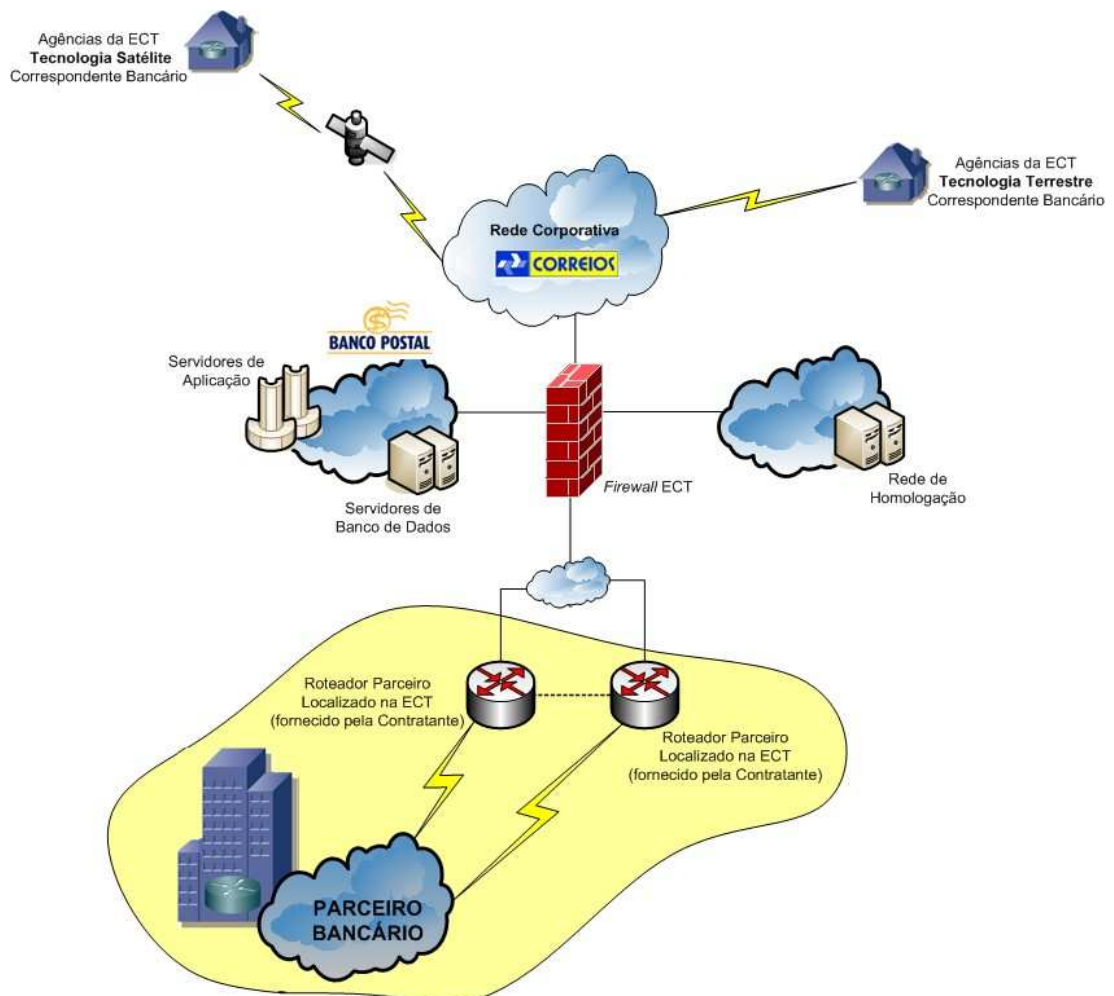 Agências da ECT
Tecnologia Satélite
Correspondente Bancário
Agências da ECT
Tecnologia Terrestre
Correspondente Bancário
Rede Corporativa
CORREIOS
BANCO POSTAL
Servidores de
Aplicação
Servidores de
Banco de Dados
Firewall ECT
Rede de
Homologação
Roteador Parceiro
Localizado na ECT
(fornecido pela Contratante)
Roteador Parceiro
Localizado na ECT
(fornecido pela Contratante)
PARCEIRO
BANCÁRIO